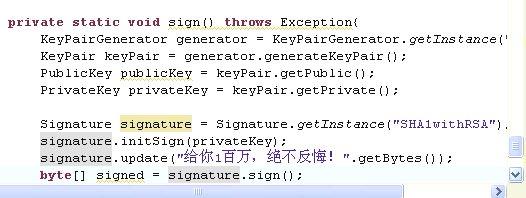 private static void sign() throws Exception{
KeyPairGenerator generator = KeyPairGenerator.getInstance("
KeyPair keyPair = generator.generateKeyPair();
PublicKey publicKey = keyPair.getPublic();
PrivateKey privateKey = keyPair.getPrivate();
Signature signature = Signature.getInstance("SHA1withRSA").
signature.initSign(privateKey);
signature.update("给你1百万，绝不反悔！".getBytes());
byte[] signed = signature.sign();